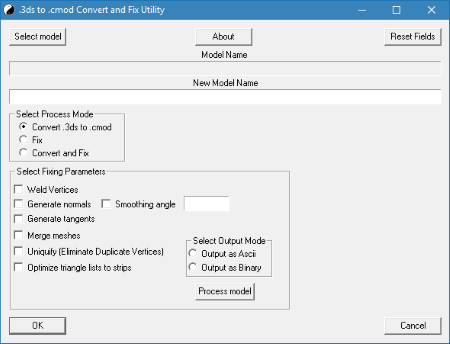 .3ds to .cmod Convert and Fix Utility
Select model About Reset Fields
Model Name
New Model Name
Select Process Mode
Convert .3ds to .cmod
Fix
Convert and Fix
Select Fixing Parameters
Weld Vertices
Generate normals Smoothing angle
Generate tangents
Merge meshes
Uniquify (Eliminate Duplicate Vertices)
Optimize triangle lists to strips
Select Output Mode
Output as Ascii
Output as Binary
Process model
OK Cancel